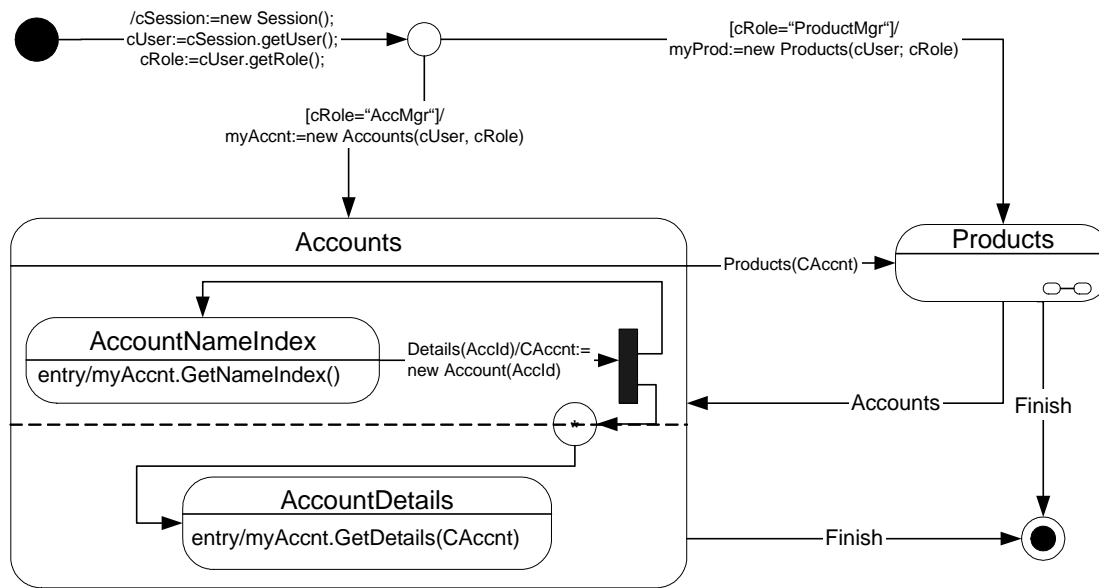 /cSession:=new Session();
cUser:=cSession.getUser();
cRole:=cUser.getRole();
[cRole="ProductMgr"]/
myProd:=new Products(cUser; cRole)
[cRole="AccMgr"]/
myAccnt:=new Accounts(cUser, cRole)
Accounts
Products
Products(CAccnt)
AccountNameIndex
entry/myAccnt.GetNameIndex()
Details(AccId)/CAccnt:=
new Account(AccId)
Accounts
Finish
*
AccountDetails
entry/myAccnt.GetDetails(CAccnt)
Finish